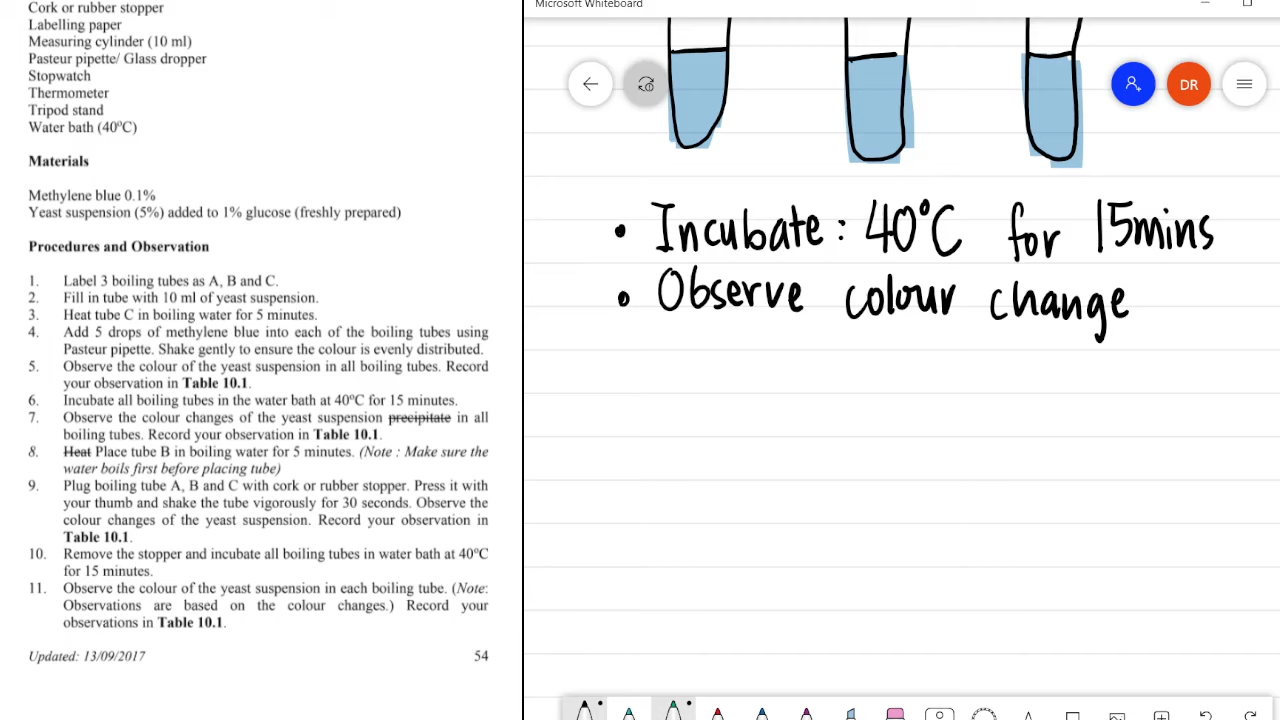 Cork or rubber stopper
Labelling paper
Measuring cylinder (10 ml)
Pasteur pipette/ Glass dropper
Stopwatch
Thermometer
Tripod stand
Water bath (40°C)
Materials
Methylene blue 0.1%
Yeast suspension (5%) added to 1% glucose (freshly prepared)
Procedures and Observation
1. Label 3 boiling tubes as A, B and C.
2. Fill in tube with 10 ml of yeast suspension.
3. Heat tube C in boiling water for 5 minutes.
4. Add 5 drops of methylene blue into each of the boiling tubes using
Pasteur pipette. Shake gently to ensure the colour is evenly distributed.
5. Observe the colour of the yeast suspension in all boiling tubes. Record
your observation in Table 10.1.
6. Incubate all boiling tubes in the water bath at 40°C for 15 minutes.
7. Observe the colour changes of the yeast suspension precipitate in all
boiling tubes. Record your observation in Table 10.1.
8. Heat Place tube B in boiling water for 5 minutes. (Note : Make sure the
water boils first before placing tube)
9. Plug boiling tube A, B and C with cork or rubber stopper. Press it with
your thumb and shake the tube vigorously for 30 seconds. Observe the
colour changes of the yeast suspension. Record your observation in
Table 10.1.
10. Remove the stopper and incubate all boiling tubes in water bath at 40°C
for 15 minutes.
11. Observe the colour of the yeast suspension in each boiling tube. (Note:
Observations are based on the colour changes.) Record your
observations in Table 10.1.
Updated: 13/09/2017 54
Microsoft Whiteboard
DR
• Incubate : 40°C for 15mins
• Observe colour change